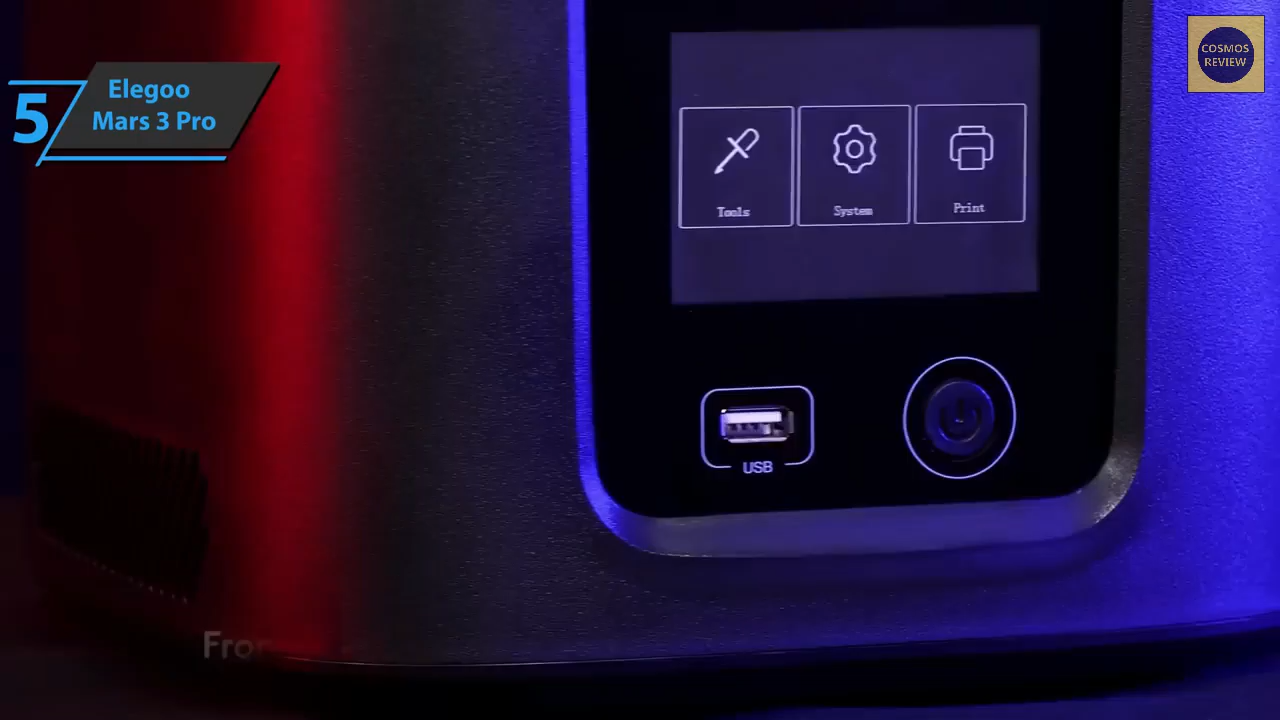 5
Elegoo
Mars 3 Pro
COSMOS
REVIEW
Tools
System
Print
USB